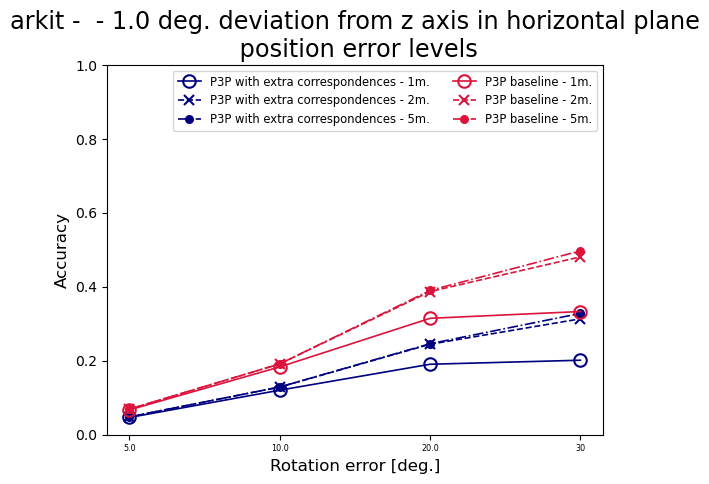 arkit - - 1.0 deg. deviation from z axis in horizontal plane
position error levels
P3P with extra correspondences - 1m.
P3P with extra correspondences - 2m.
P3P with extra correspondences - 5m.
P3P baseline - 1m.
P3P baseline - 2m.
P3P baseline - 5m.
Accuracy
1.0
0.8
0.6
0.4
0.2
0.0
5.0 10.0 20.0 30
Rotation error [deg.]